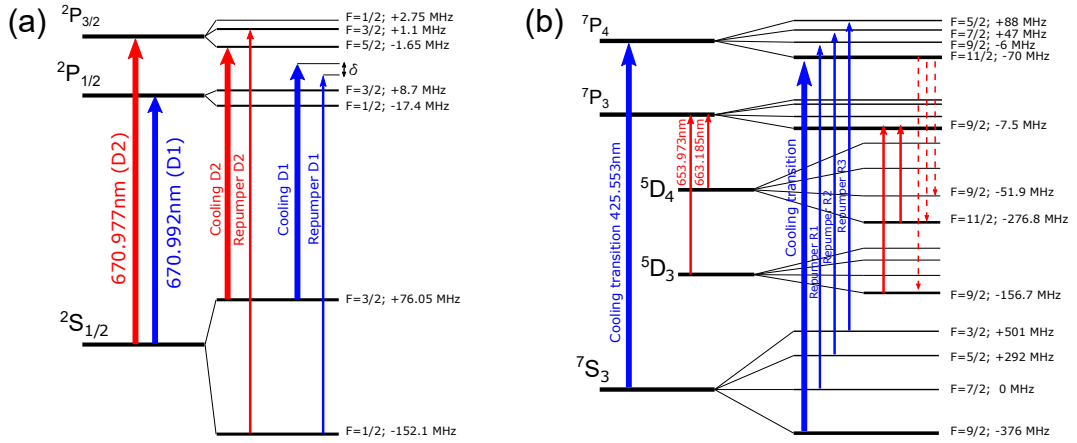 (a)
²P₃/₂
F=1/2; +2.75 MHz
F=3/2; +1.1 MHz
F=5/2; -1.65 MHz
δ
²P₁/₂
F=3/2; +8.7 MHz
F=1/2; -17.4 MHz
670.977nm (D2)
670.992nm (D1)
Cooling D2
Repumper D2
Cooling D1
Repumper D1
F=3/2; +76.05 MHz
²S₁/₂
F=1/2; -152.1 MHz
(b)
⁷P₄
F=5/2; +88 MHz
F=7/2; +47 MHz
F=9/2; -6 MHz
F=11/2; -70 MHz
⁷P₃
F=9/2; -7.5 MHz
653.973nm
663.185nm
Cooling transition 425.553nm
Cooling transition
Repumper R1
Repumper R2
Repumper R3
⁵D₄
F=9/2; -51.9 MHz
F=11/2; -276.8 MHz
⁵D₃
F=9/2; -156.7 MHz
F=3/2; +501 MHz
F=5/2; +292 MHz
⁷S₃
F=7/2; 0 MHz
F=9/2; -376 MHz